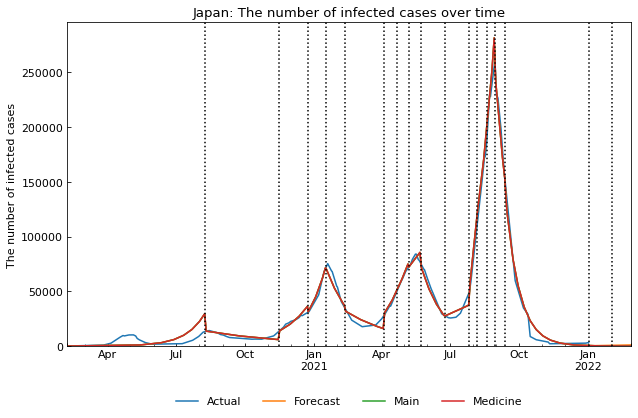 Japan: The number of infected cases over time
The number of infected cases
250000
200000
150000
100000
50000
0
Apr Jul Oct Jan Apr Jul Oct Jan
2021 2022
Actual Forecast Main Medicine